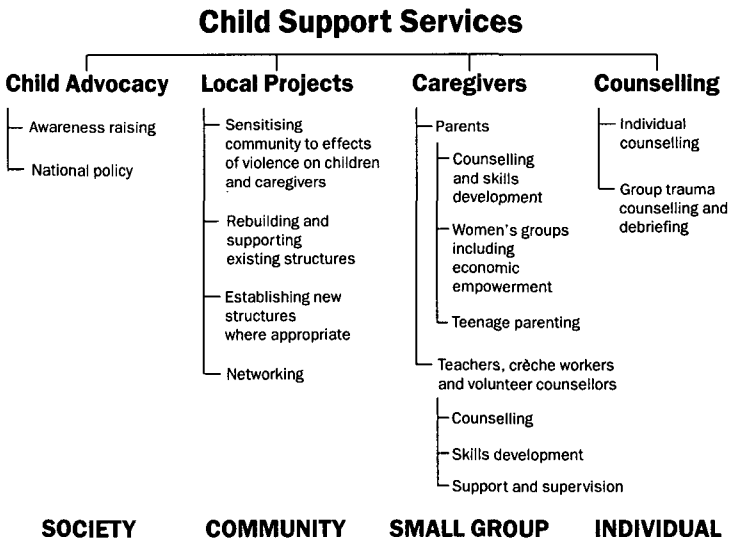 Child Support Services
Child Advocacy
Awareness raising
National policy
Local Projects
Sensitising
community to effects
of violence on children
and caregivers
Rebuilding and
supporting
existing structures
Establishing new
structures
where appropriate
Networking
Caregivers
Parents
Counselling
and skills
development
Women's groups
including
economic
empowerment
Teenage parenting
Teachers, crèche workers
and volunteer counsellors
Counselling
Skills development
Support and supervision
Counselling
Individual
counselling
Group trauma
counselling and
debriefing
SOCIETY
COMMUNITY
SMALL GROUP
INDIVIDUAL